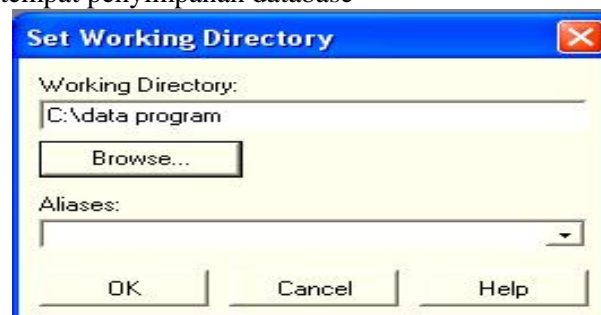 tempat penyimpanan database
Set Working Directory
Working Directory:
C:\data program
Browse...
Aliases:
OK Cancel Help